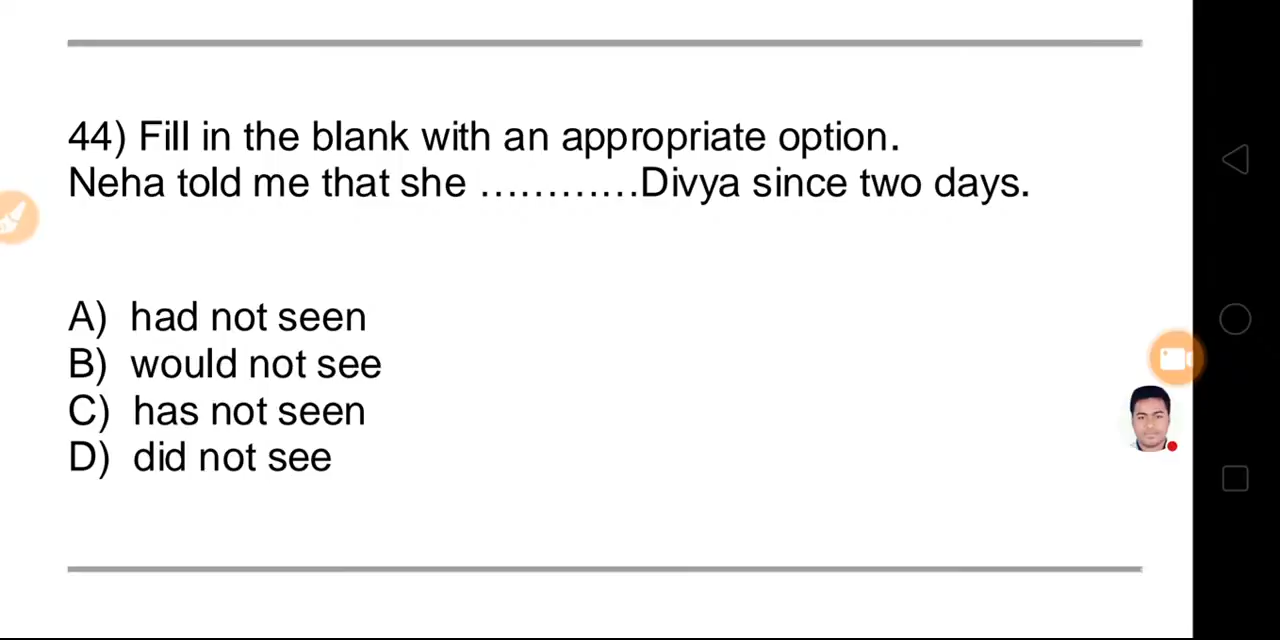 44) Fill in the blank with an appropriate option.
Neha told me that she ............Divya since two days.
A) had not seen
B) would not see
C) has not seen
D) did not see